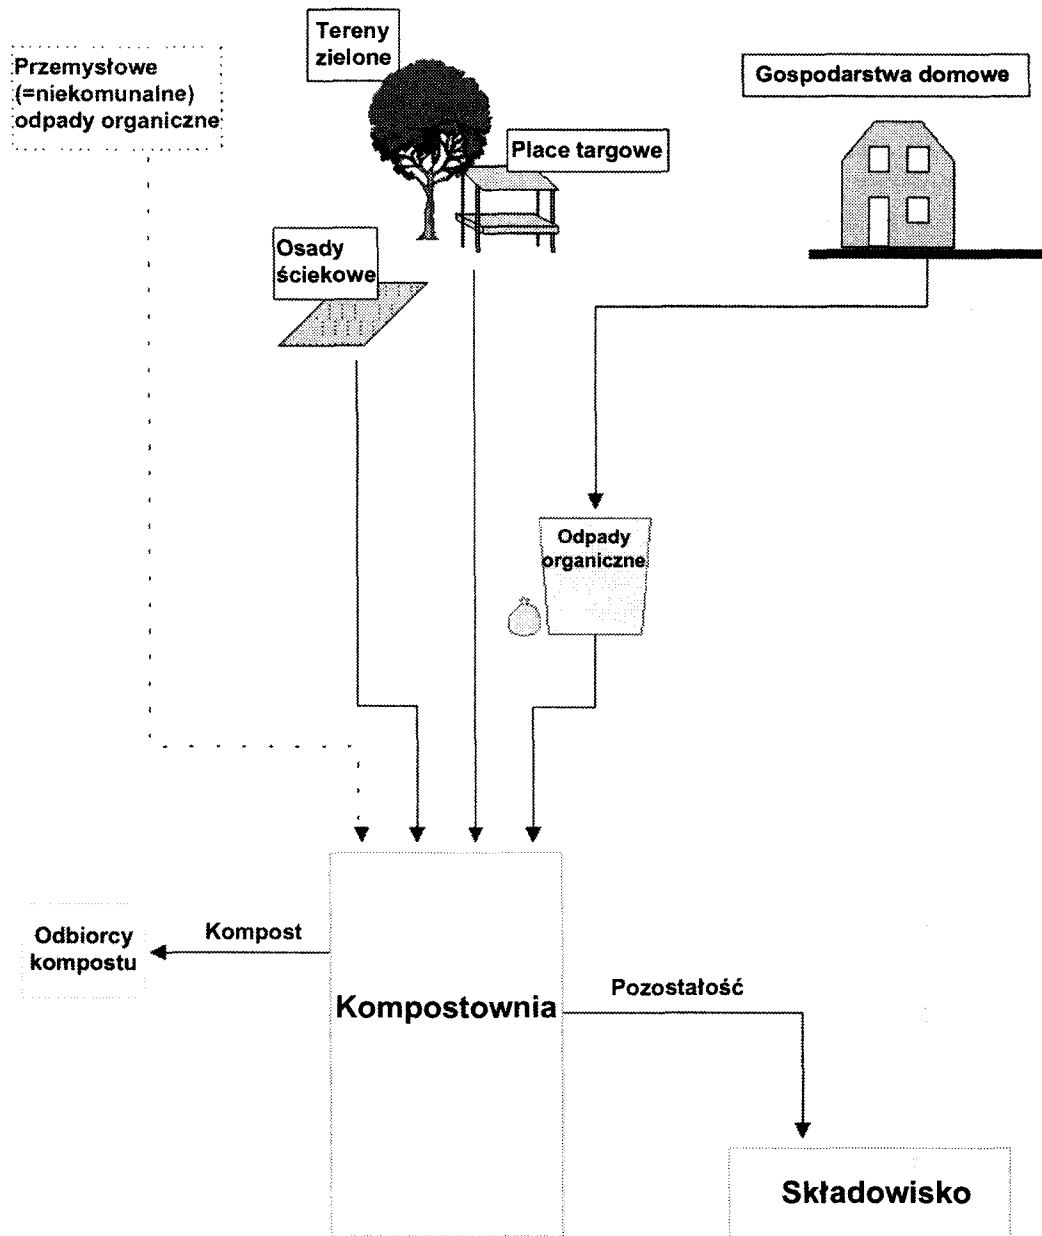 Tereny
zielone
Przemysłowe
(=niekomunalne)
odpady organiczne
Gospodarstwa domowe
Place targowe
Osady
ściekowe
Odpady
organiczne
Odbiorcy
kompostu
Kompost
Kompostownia
Pozostałość
Składowisko